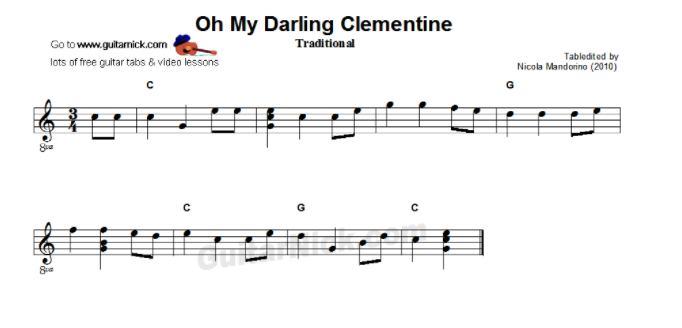 Oh My Darling Clementine
Go to www.guitarnick.com
Traditional
lots of free guitar tabs & video lessons
Tabledited by
Nicola Mandorino (2010)
C
G
3
4
8va
C
G
C
8va
Guitarnick.com